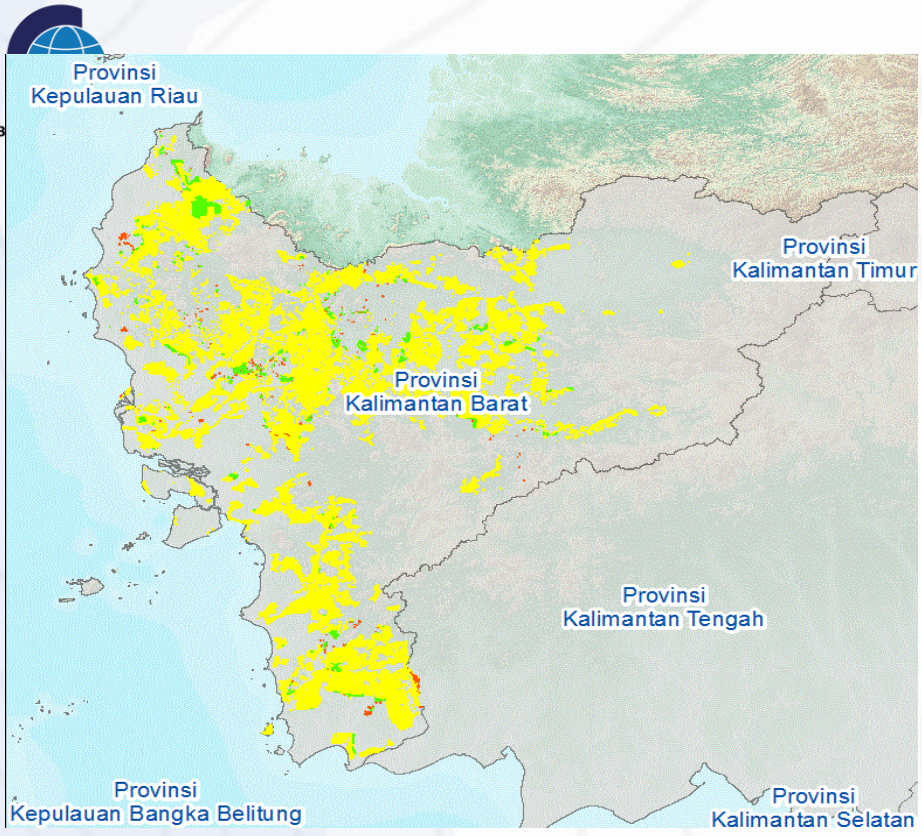 Provinsi
Kepulauan Riau
Provinsi
Kalimantan Timur
Provinsi
Kalimantan Barat
Provinsi
Kalimantan Tengah
Provinsi
Kepulauan Bangka Belitung
Provinsi
Kalimantan Selatan